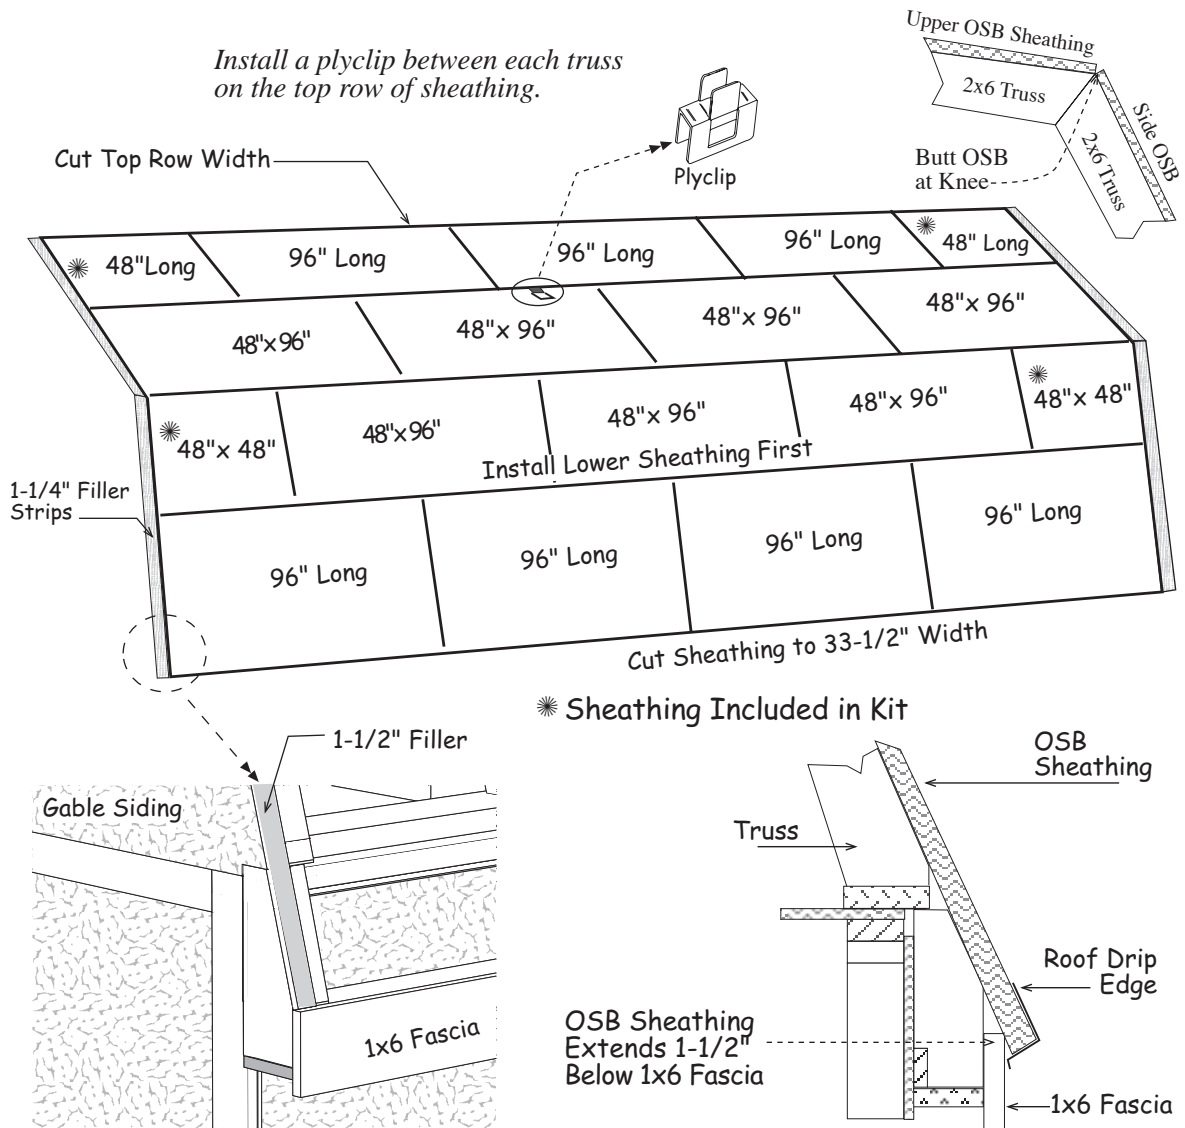 Upper OSB Sheathing
Install a plyclip between each truss
on the top row of sheathing.
2x6 Truss
Side OSB
2x6 Truss
Butt OSB
at Knee
Plyclip
Cut Top Row Width
48"Long
96" Long
96" Long
96" Long
48" Long
48"x96"
48"x 96"
48"x 96"
48"x 96"
48"x 48"
48"x96"
48"x 96"
48"x 96"
48"x 48"
Install Lower Sheathing First
1-1/4" Filler
Strips
96" Long
96" Long
96" Long
96" Long
Cut Sheathing to 33-1/2" Width
Sheathing Included in Kit
1-1/2" Filler
Gable Siding
1x6 Fascia
OSB
Sheathing
Truss
Roof Drip
Edge
OSB Sheathing
Extends 1-1/2"
Below 1x6 Fascia
1x6 Fascia